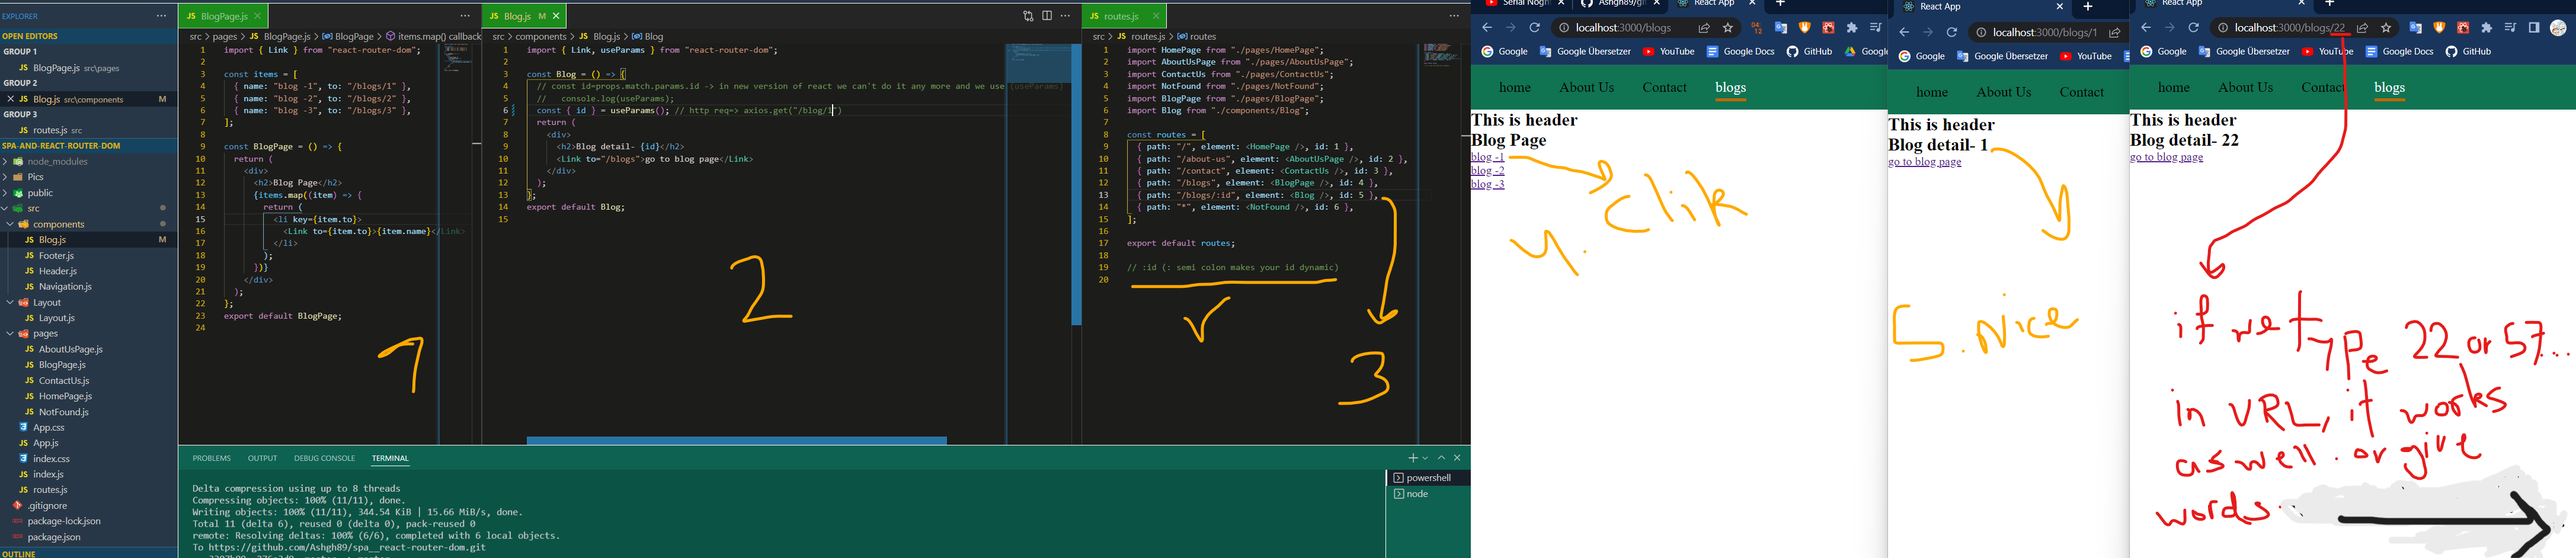 EXPLORER
OPEN EDITORS
GROUP 1
BlogPage.js src\pages
GROUP 2
Blog.js src\components M
GROUP 3
routes.js src
SPA-AND-REACT-ROUTER-DOM
node_modules
Pics
public
src
components
Blog.js M
Footer.js
Header.js
Navigation.js
Layout
Layout.js
pages
AboutUsPage.js
BlogPage.js
ContactUs.js
HomePage.js
NotFound.js
App.css
App.js
index.css
index.js
routes.js
.gitignore
package-lock.json
package.json
OUTLINE
JS BlogPage.js
src > pages > JS BlogPage.js > BlogPage > items.map() callback
1 import { Link } from "react-router-dom";
2
3 const items = [
4 { name: "blog -1", to: "/blogs/1" },
5 { name: "blog -2", to: "/blogs/2" },
6 { name: "blog -3", to: "/blogs/3" },
7 ];
8
9 const BlogPage = () => {
10 return (
11 <div>
12 <h2>Blog Page</h2>
13 {items.map((item) => {
14 return (
15 <li key={item.to}>
16 <Link to={item.to}>{item.name}</Link>
17 </li>
18 );
19 })}
20 </div>
21 );
22 };
23 export default BlogPage;
24
1
JS Blog.js M
src > components > JS Blog.js > Blog
1 import { Link, useParams } from "react-router-dom";
2
3 const Blog = () => {
4 // const id=props.match.params.id -> in new version of react we can't do it any more and we use (useParams)
5 // console.log(useParams);
6 const { id } = useParams(); // http req=> axios.get("/blog/1")
7 return (
8 <div>
9 <h2>Blog detail- {id}</h2>
10 <Link to="/blogs">go to blog page</Link>
11 </div>
12 );
13 };
14 export default Blog;
15
2
JS routes.js
src > JS routes.js > routes
1 import HomePage from "./pages/HomePage";
2 import AboutUsPage from "./pages/AboutUsPage";
3 import ContactUs from "./pages/ContactUs";
4 import NotFound from "./pages/NotFound";
5 import BlogPage from "./pages/BlogPage";
6 import Blog from "./components/Blog";
7
8 const routes = [
9 { path: "/", element: <HomePage />, id: 1 },
10 { path: "/about-us", element: <AboutUsPage />, id: 2 },
11 { path: "/contact", element: <ContactUs />, id: 3 },
12 { path: "/blogs", element: <BlogPage />, id: 4 },
13 { path: "/blogs/:id", element: <Blog />, id: 5 },
14 { path: "*", element: <NotFound />, id: 6 },
15 ];
16
17 export default routes;
18
19 // :id (: semi colon makes your id dynamic)
20
3
PROBLEMS OUTPUT DEBUG CONSOLE TERMINAL
powershell
node
Delta compression using up to 8 threads
Compressing objects: 100% (11/11), done.
Writing objects: 100% (11/11), 344.54 KiB | 15.66 MiB/s, done.
Total 11 (delta 6), reused 0 (delta 0), pack-reused 0
remote: Resolving deltas: 100% (6/6), completed with 6 local objects.
To https://github.com/Ashgh89/spa__react-router-dom.git
React App
localhost:3000/blogs
Google Google Übersetzer YouTube Google Docs GitHub
home About Us Contact blogs
This is header
Blog Page
blog -1
blog -2
blog -3
4. Click
React App
localhost:3000/blogs/1
Google Google Übersetzer YouTube
home About Us Contact
This is header
Blog detail- 1
go to blog page
5. Nice
React App
localhost:3000/blogs/22
Google Google Übersetzer YouTube Google Docs GitHub
home About Us Contact blogs
This is header
Blog detail- 22
go to blog page
if we type 22 or 57...
in URL, it works
as well. or give
words.